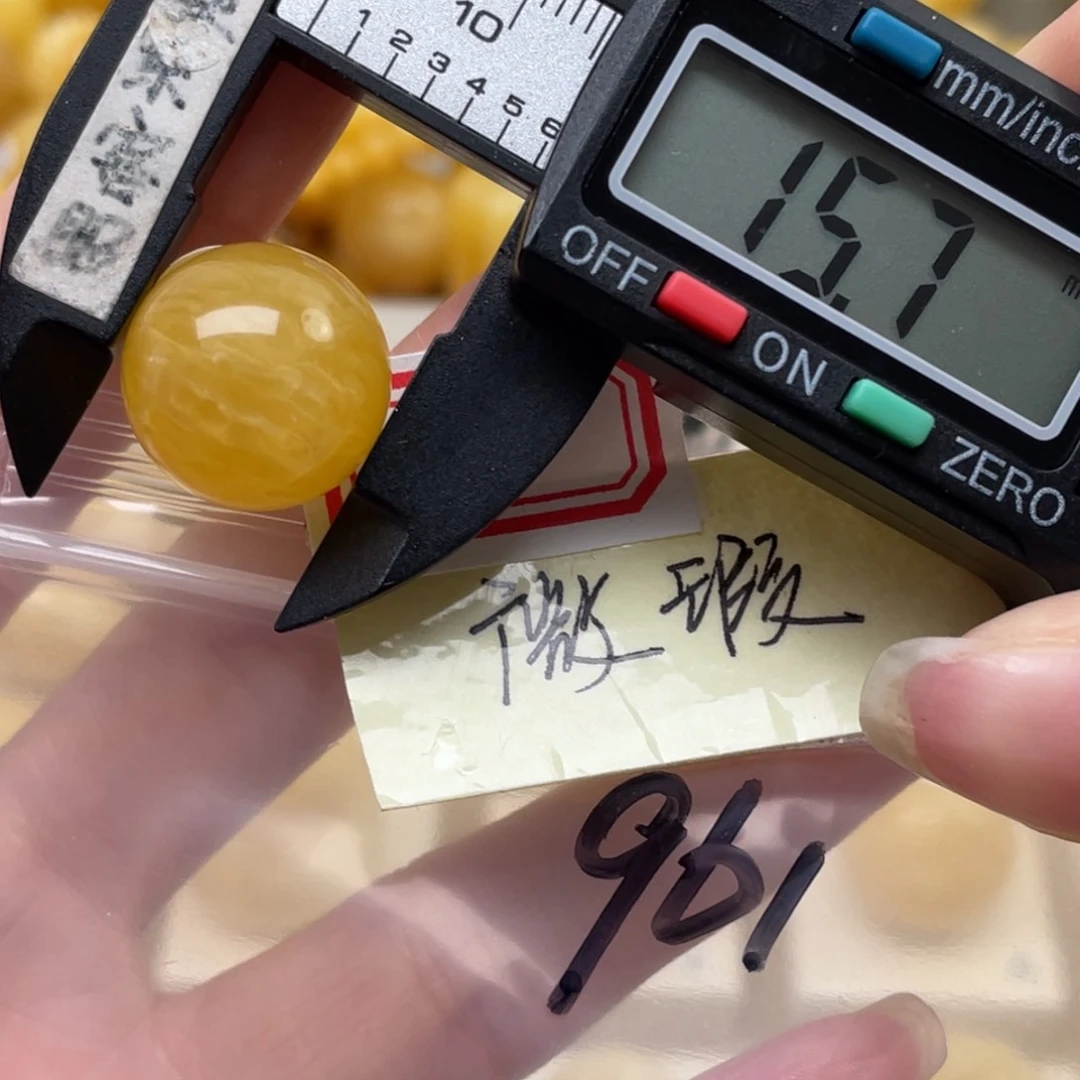 10
1 2 3 4 5 6
mm/inc
15.7
OFF
ON
ZERO
微瑕
961